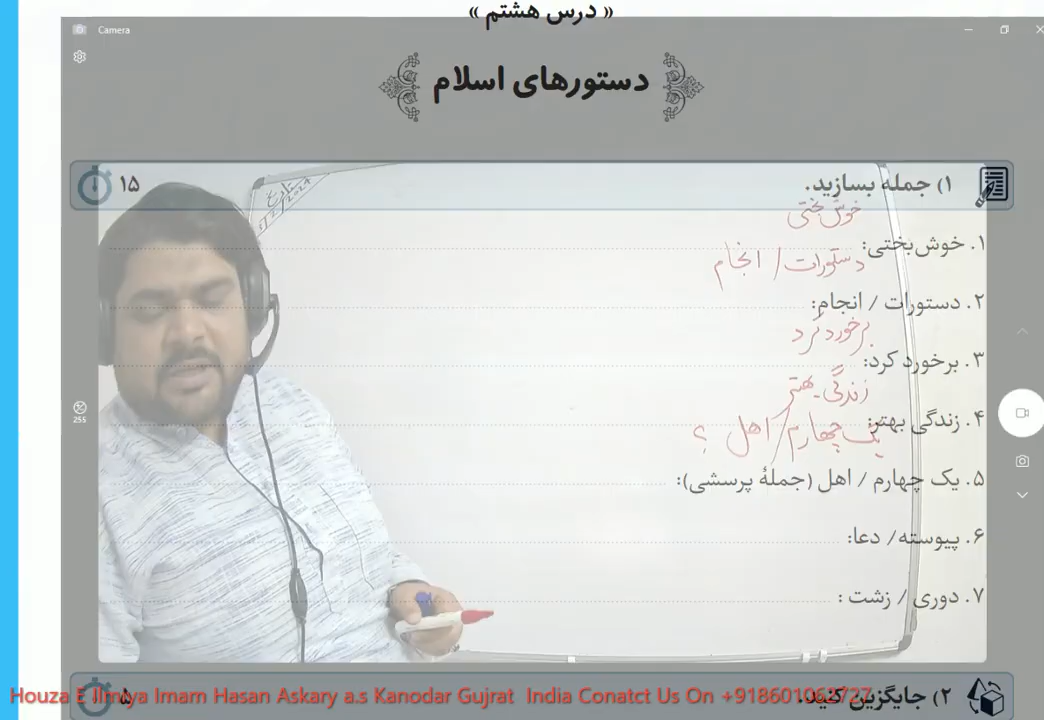 « درس هشتم »
Camera
دستورهای اسلام
۱) جمله بسازید. ۱۵
تاریخ
خوش بختی
۱. خوش‌بختی:
دستورات / انجام
۲. دستورات / انجام:
برخورد کرد
۳. برخورد کرد:
زندگی بهتر
۴. زندگی بهتر:
یک چهارم / اهل ؟
255
۵. یک چهارم / اهل (جملهٔ پرسشی):
۶. پیوسته/ دعا:
۷. دوری / زشت :
۲) جایگزین کنید. ۵
Houza E Ilmiya Imam Hasan Askary a.s Kanodar Gujrat India Conatct Us On